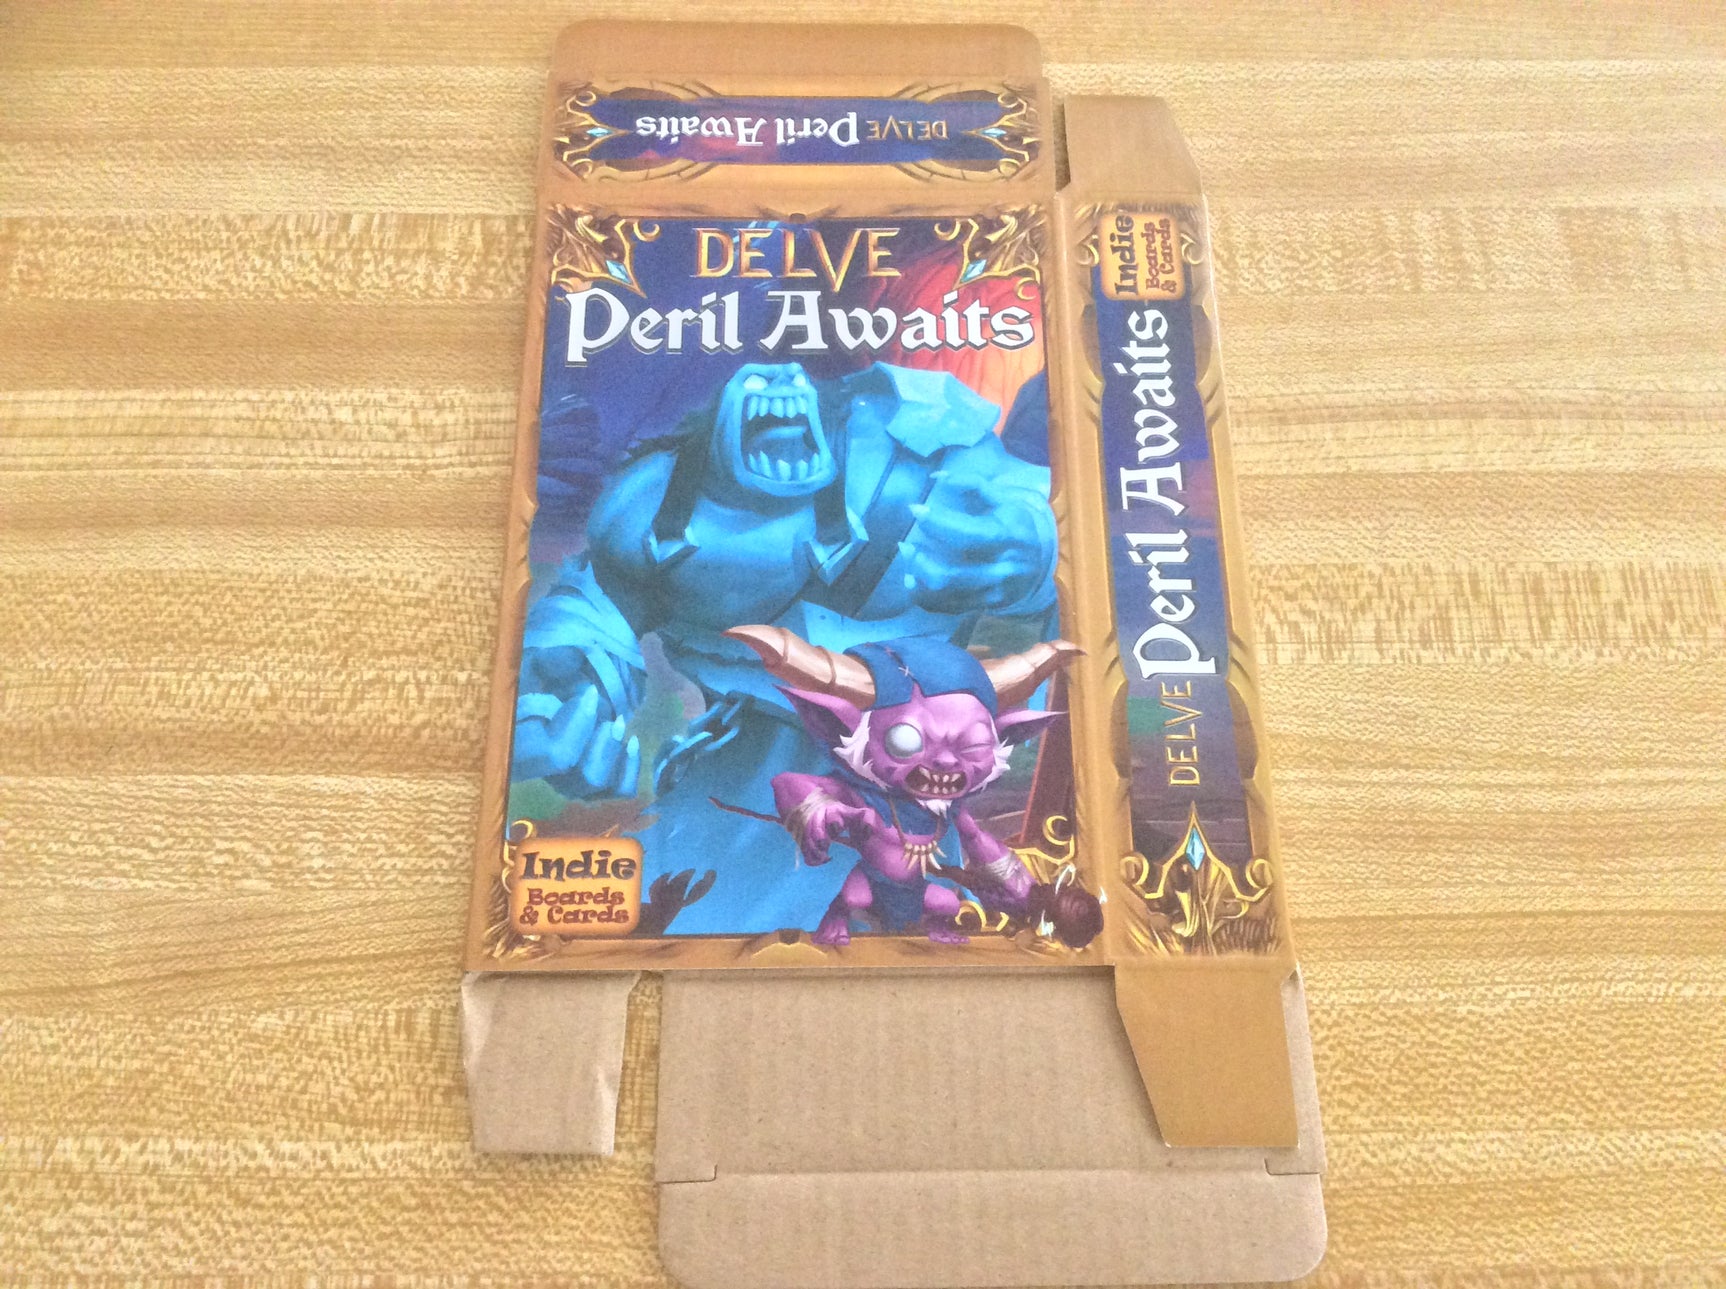 DELVE Peril Awaits
DELVE
Peril Awaits
Indie
Boards
& Cards
DELVE Peril Awaits
Indie
Boards
& Cards